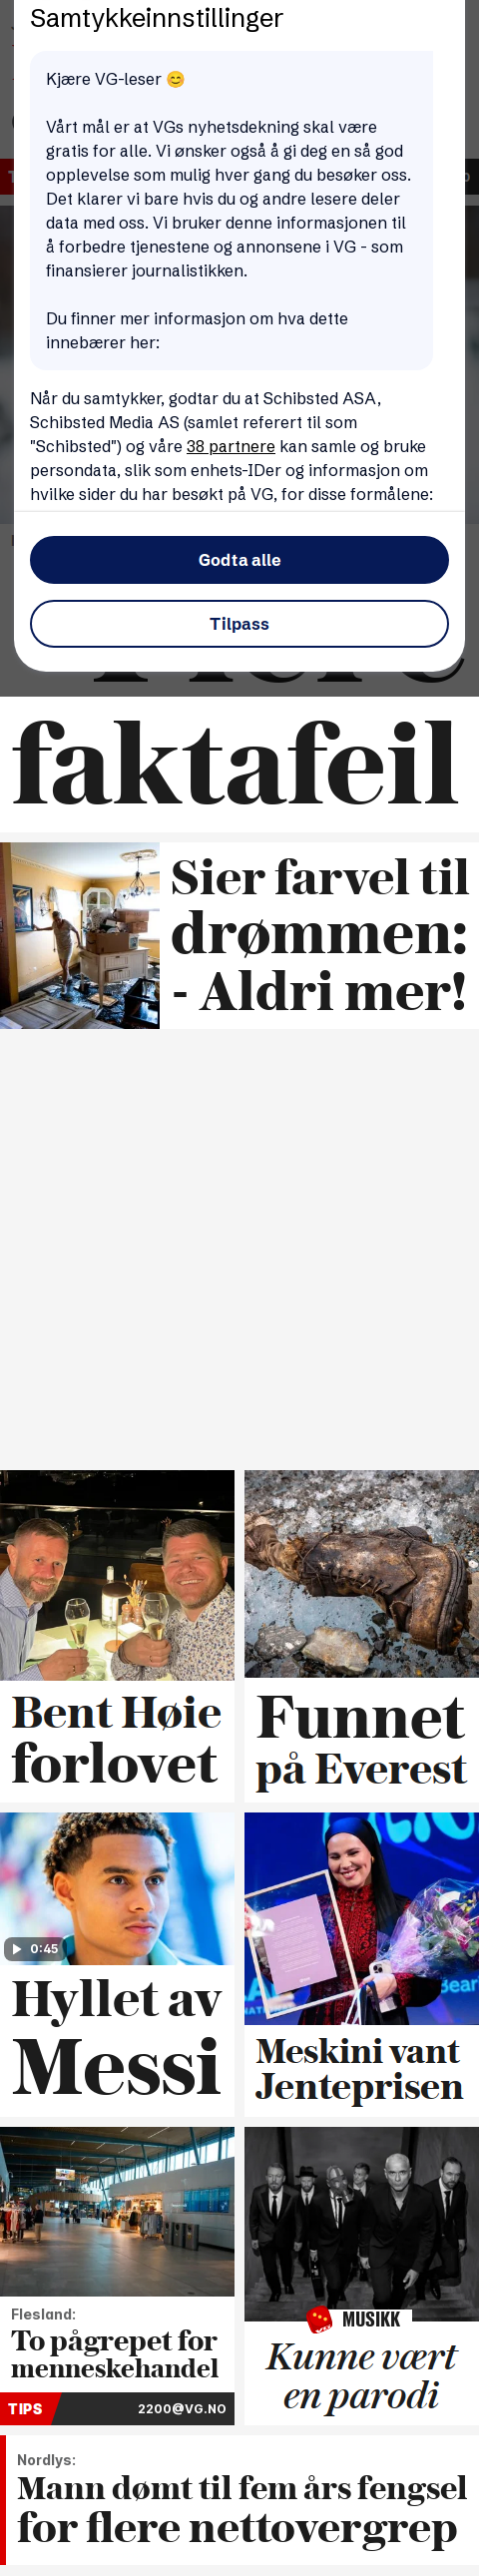 Samtykkeinnstillinger
Kjære VG-leser 😊
Vårt mål er at VGs nyhetsdekning skal være
gratis for alle. Vi ønsker også å gi deg en så god
opplevelse som mulig hver gang du besøker oss.
Det klarer vi bare hvis du og andre lesere deler
data med oss. Vi bruker denne informasjonen til
å forbedre tjenestene og annonsene i VG - som
finansierer journalistikken.
Du finner mer informasjon om hva dette
innebærer her:
Når du samtykker, godtar du at Schibsted ASA,
Schibsted Media AS (samlet referert til som
"Schibsted") og våre 38 partnere kan samle og bruke
persondata, slik som enhets-IDer og informasjon om
hvilke sider du har besøkt på VG, for disse formålene:
Godta alle
Tilpass
faktafeil
Sier farvel til
drømmen:
- Aldri mer!
Bent Høie
forlovet
Funnet
på Everest
0:45
Hyllet av
Messi
Meskini vant
Jenteprisen
Flesland:
To pågrepet for
menneskehandel
TIPS 2200@VG.NO
MUSIKK
Kunne vært
en parodi
Nordlys:
Mann dømt til fem års fengsel
for flere nettovergrep